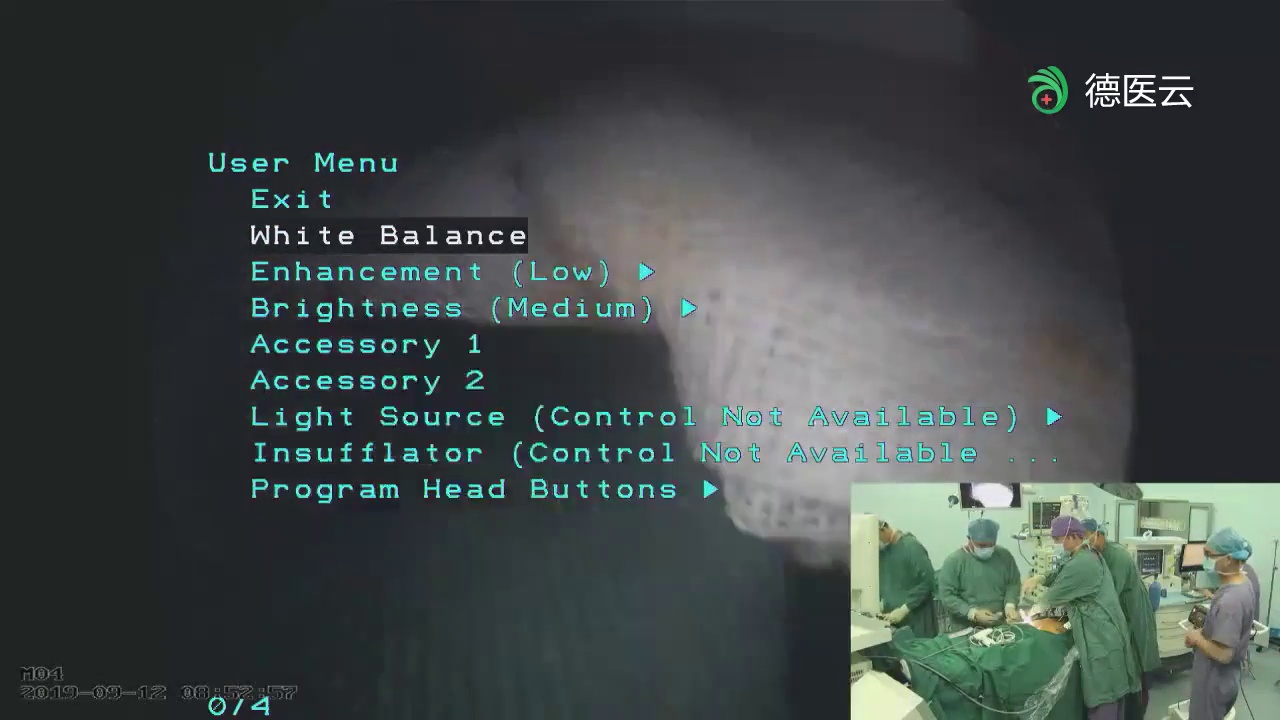 德医云
User Menu
Exit
White Balance
Enhancement (Low) ▶
Brightness (Medium) ▶
Accessory 1
Accessory 2
Light Source (Control Not Available) ▶
Insufflator (Control Not Available ...
Program Head Buttons ▶
M04
2019-09-12 08:52:57
0/4